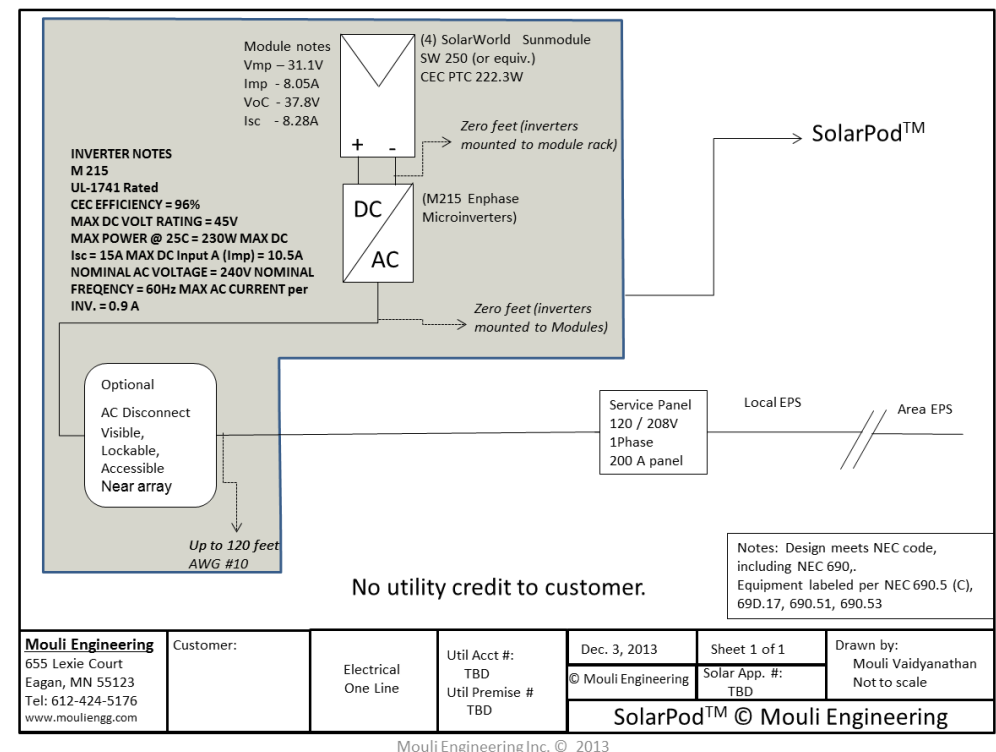 Module notes
Vmp – 31.1V
Imp - 8.05A
VoC - 37.8V
Isc - 8.28A
(4) SolarWorld Sunmodule
SW 250 (or equiv.)
CEC PTC 222.3W
+ -
Zero feet (inverters
mounted to module rack)
SolarPod™
INVERTER NOTES
M 215
UL-1741 Rated
CEC EFFICIENCY = 96%
MAX DC VOLT RATING = 45V
MAX POWER @ 25C = 230W MAX DC
Isc = 15A MAX DC Input A (Imp) = 10.5A
NOMINAL AC VOLTAGE = 240V NOMINAL
FREQENCY = 60Hz MAX AC CURRENT per
INV. = 0.9 A
DC
AC
(M215 Enphase
Microinverters)
Zero feet (inverters
mounted to Modules)
Optional
AC Disconnect
Visible,
Lockable,
Accessible
Near array
Up to 120 feet
AWG #10
Service Panel
120 / 208V
1Phase
200 A panel
Local EPS
Area EPS
No utility credit to customer.
Notes: Design meets NEC code,
including NEC 690,.
Equipment labeled per NEC 690.5 (C),
69D.17, 690.51, 690.53
Mouli Engineering
655 Lexie Court
Eagan, MN 55123
Tel: 612-424-5176
www.mouliengg.com
Customer:
Electrical
One Line
Util Acct #:
TBD
Util Premise #
TBD
Dec. 3, 2013
Sheet 1 of 1
© Mouli Engineering
Solar App. #:
TBD
Drawn by:
Mouli Vaidyanathan
Not to scale
SolarPod™ © Mouli Engineering
Mouli Engineering Inc. © 2013